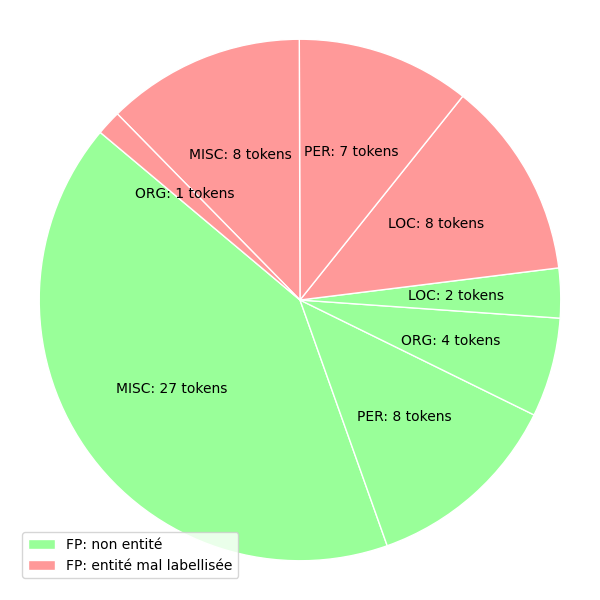 MISC: 8 tokens
PER: 7 tokens
ORG: 1 tokens
LOC: 8 tokens
LOC: 2 tokens
ORG: 4 tokens
MISC: 27 tokens
PER: 8 tokens
FP: non entité
FP: entité mal labellisée